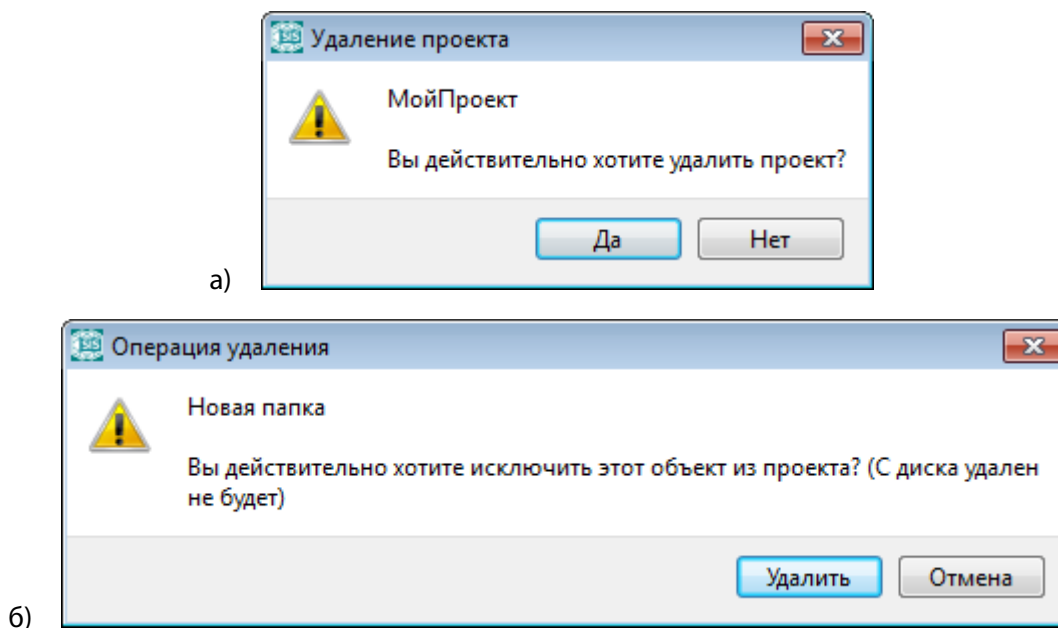 Удаление проекта
МойПроект
Вы действительно хотите удалить проект?
Да Нет
а)
Операция удаления
Новая папка
Вы действительно хотите исключить этот объект из проекта? (С диска удален
не будет)
Удалить Отмена
б)